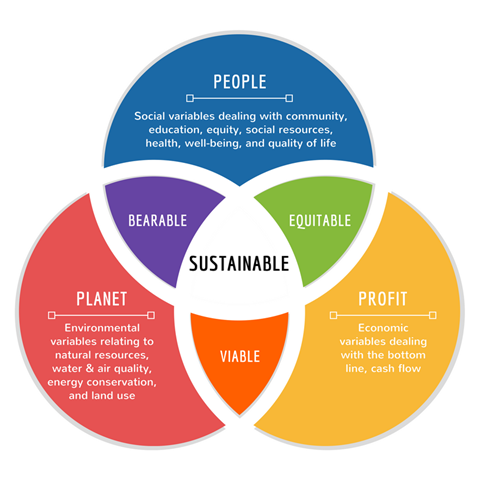 PEOPLE
Social variables dealing with community,
education, equity, social resources,
health, well-being, and quality of life
BEARABLE
EQUITABLE
SUSTAINABLE
PLANET
Environmental
variables relating to
natural resources,
water & air quality,
energy conservation,
and land use
PROFIT
Economic
variables dealing
with the bottom
line, cash flow
VIABLE